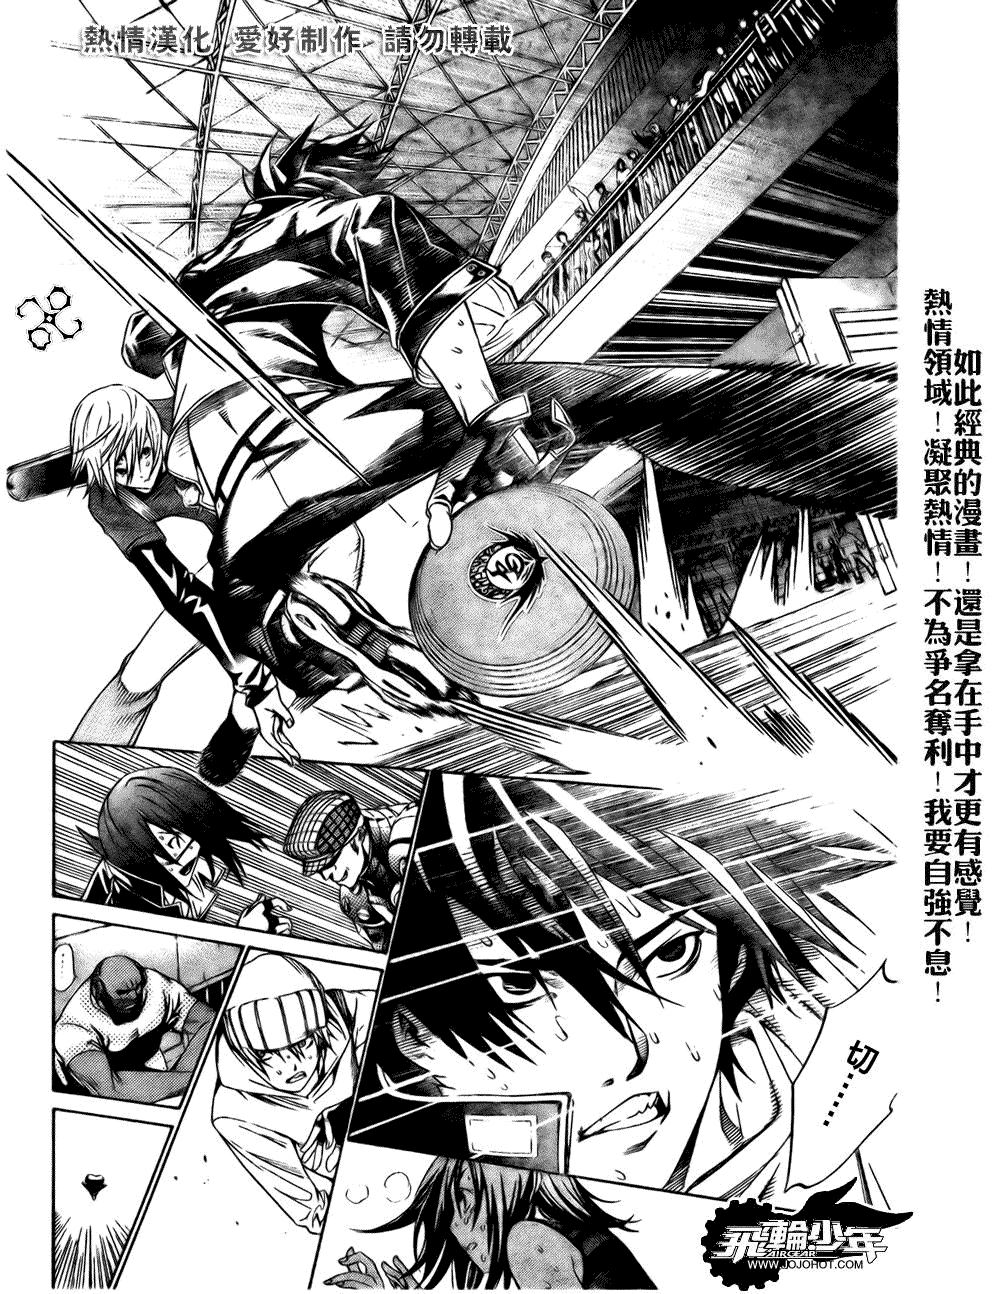 熱情漢化 愛好制作 請勿轉載
如此經典的漫畫！還是拿在手中才更有感覺！
熱情領域！凝聚熱情！不為爭名奪利！我要自強不息！
切……
飛輪少年
AIRGEAR
WWW.JOJOHOT.COM